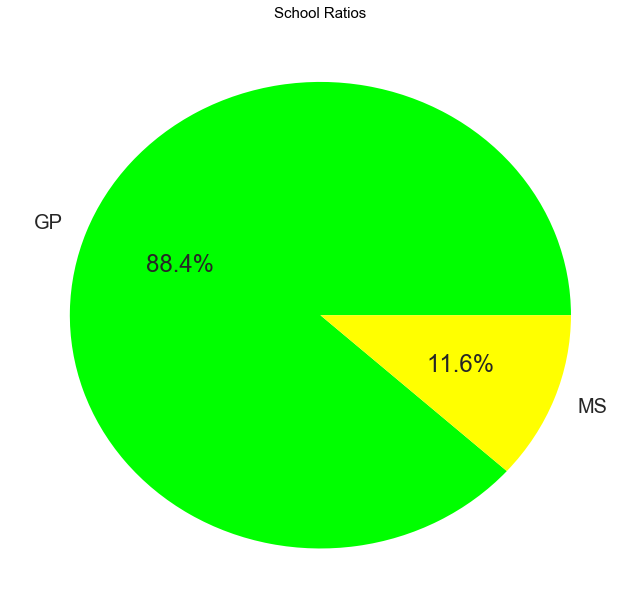 School Ratios
GP
88.4%
11.6%
MS